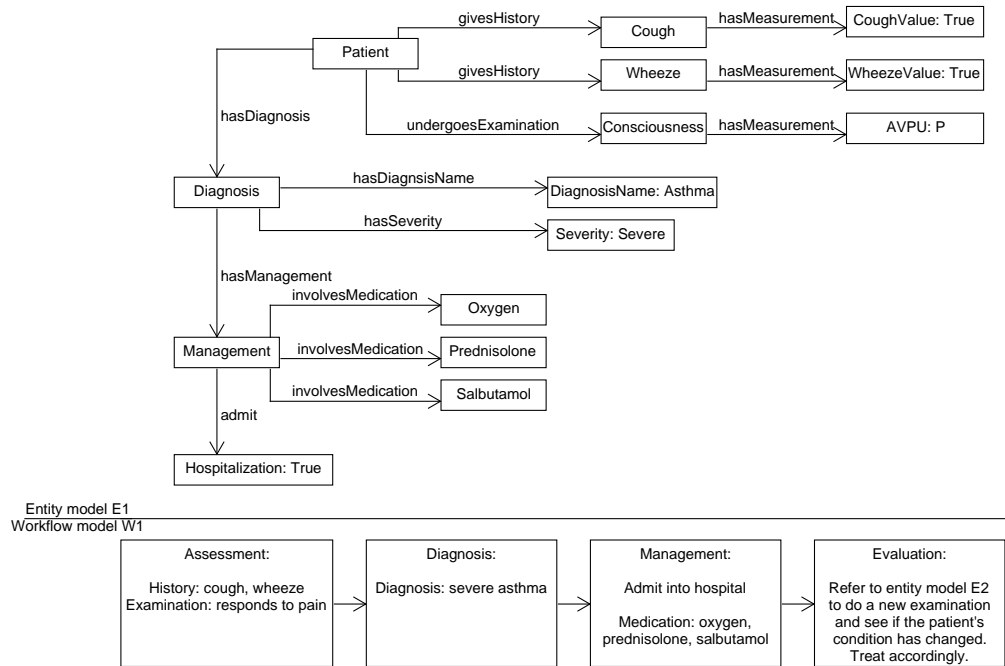 givesHistory
hasMeasurement
CoughValue: True
Cough
Patient
givesHistory
hasMeasurement
Wheeze
WheezeValue: True
hasDiagnosis
undergoesExamination
Consciousness
hasMeasurement
AVPU: P
hasDiagnsisName
Diagnosis
DiagnosisName: Asthma
hasSeverity
Severity: Severe
hasManagement
involvesMedication
Oxygen
Management
involvesMedication
Prednisolone
involvesMedication
Salbutamol
admit
Hospitalization: True
Entity model E1
Workflow model W1
Assessment:
History: cough, wheeze
Examination: responds to pain
Diagnosis:
Diagnosis: severe asthma
Management:
Admit into hospital
Medication: oxygen,
prednisolone, salbutamol
Evaluation:
Refer to entity model E2
to do a new examination
and see if the patient's
condition has changed.
Treat accordingly.